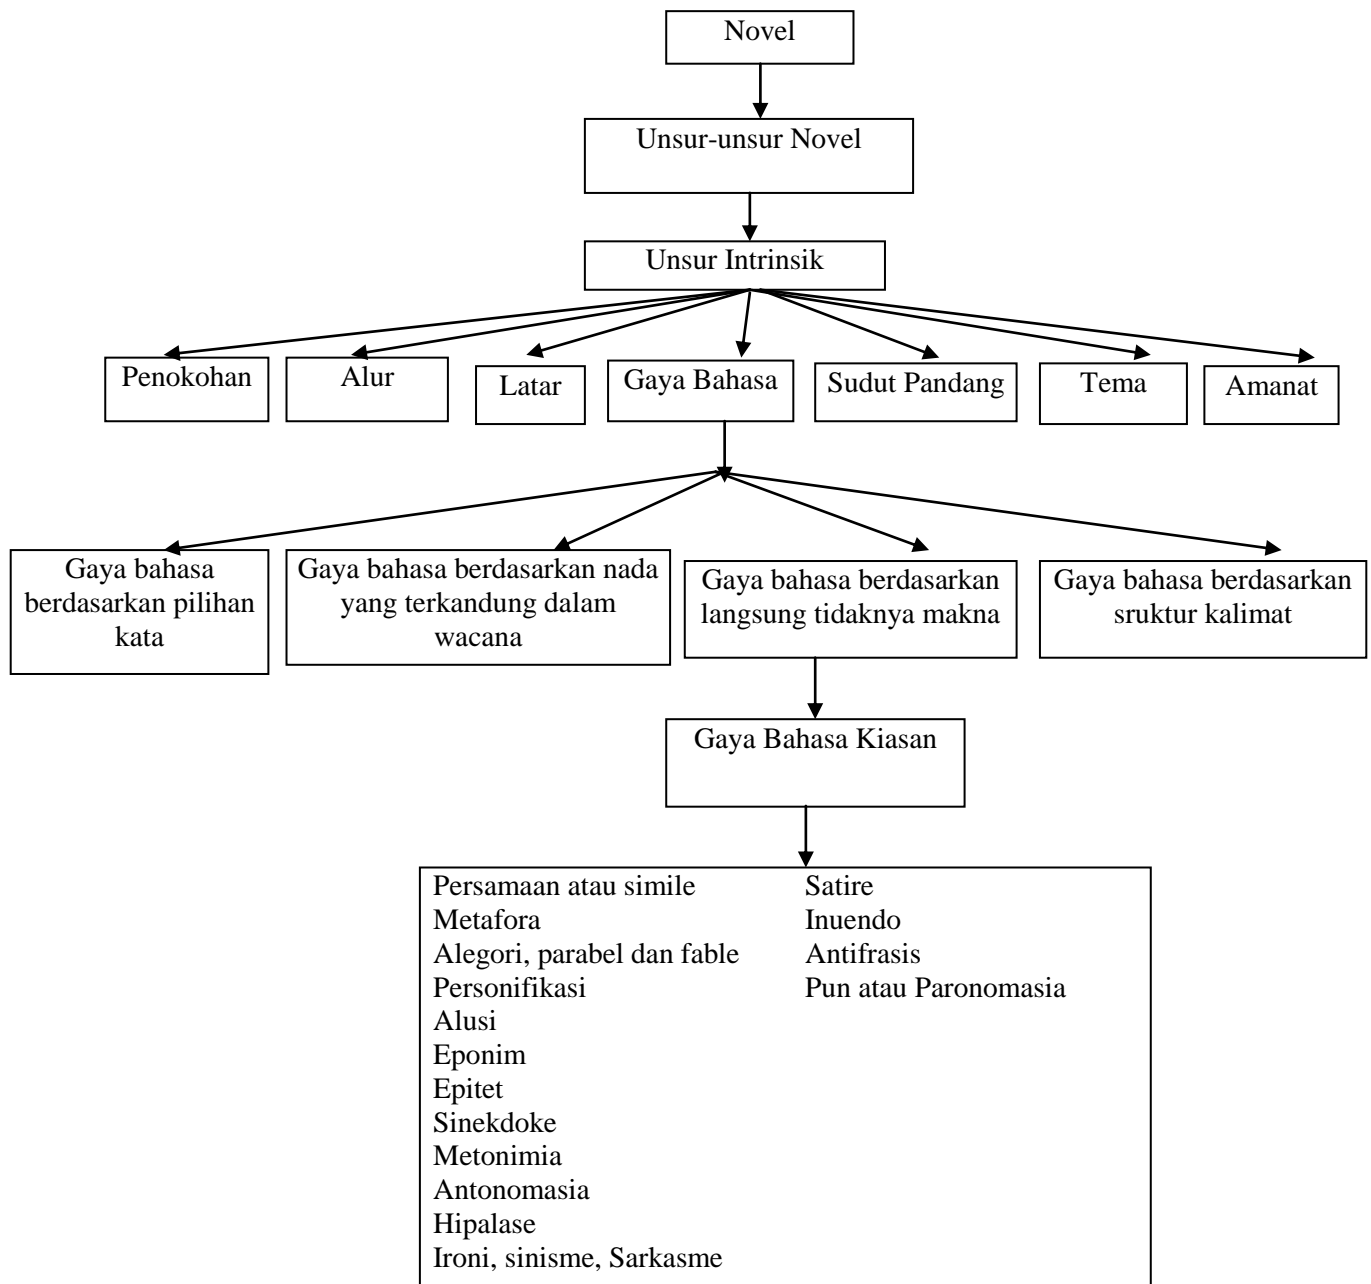 Novel
Unsur-unsur Novel
Unsur Intrinsik
Penokohan
Alur
Latar
Gaya Bahasa
Sudut Pandang
Tema
Amanat
Gaya bahasa
berdasarkan pilihan
kata
Gaya bahasa berdasarkan nada
yang terkandung dalam
wacana
Gaya bahasa berdasarkan
langsung tidaknya makna
Gaya bahasa berdasarkan
sruktur kalimat
Gaya Bahasa Kiasan
Persamaan atau simile
Metafora
Alegori, parabel dan fable
Personifikasi
Alusi
Eponim
Epitet
Sinekdoke
Metonimia
Antonomasia
Hipalase
Ironi, sinisme, Sarkasme
Satire
Inuendo
Antifrasis
Pun atau Paronomasia